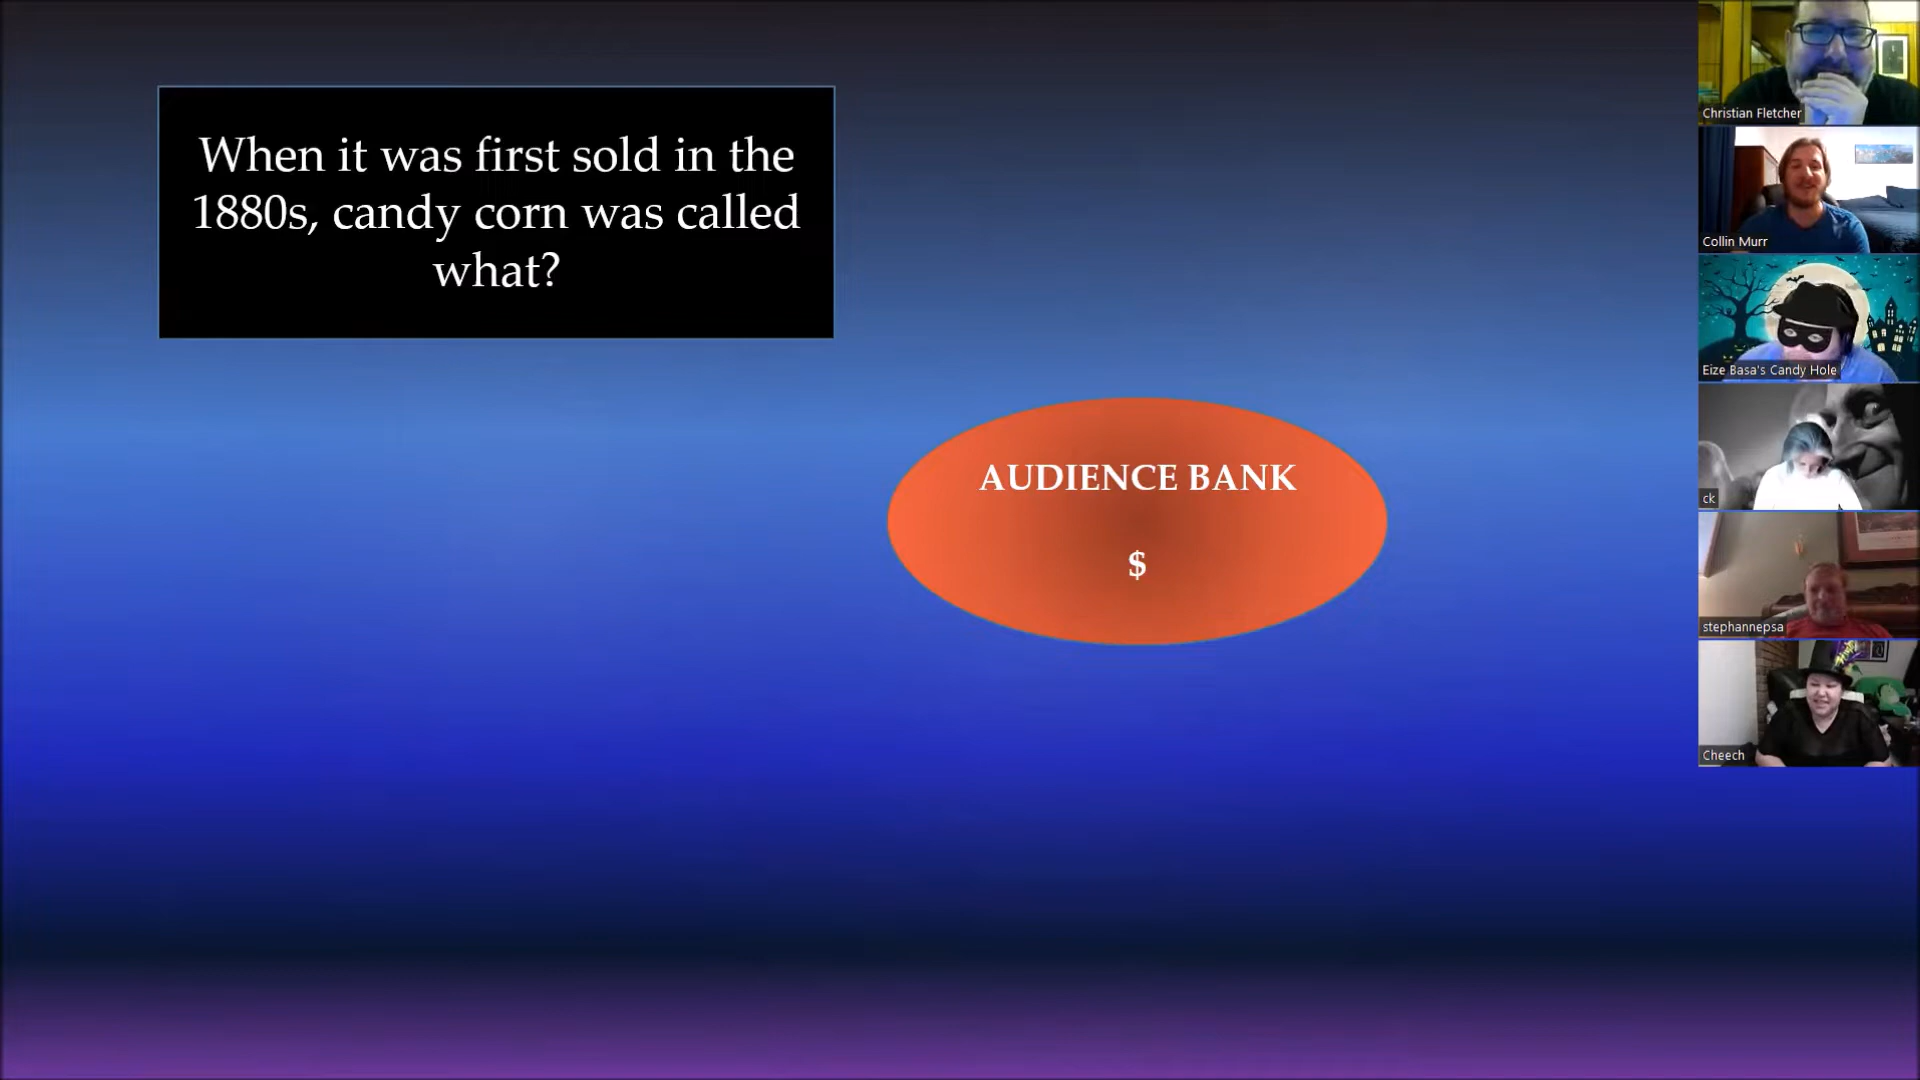 When it was first sold in the
1880s, candy corn was called
what?
AUDIENCE BANK
$
Christian Fletcher
Collin Murr
Eize Basa's Candy Hole
ck
stephannepsa
Cheech